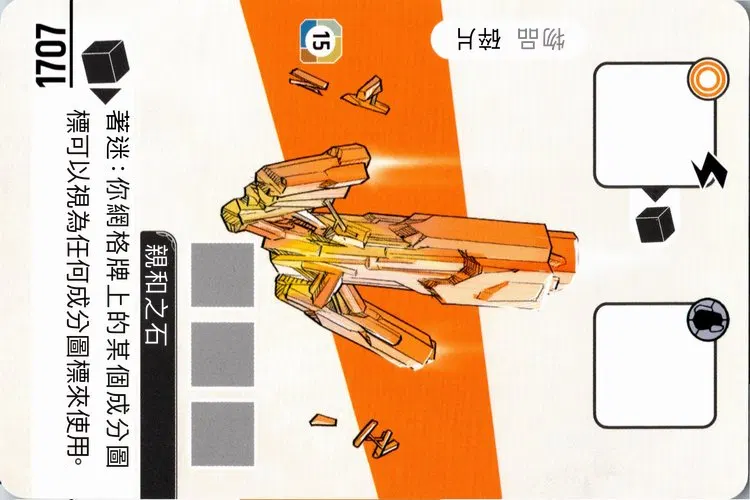 物品 碎片
15
親和之石
著迷：你網格牌上的某個成分圖
標可以視為任何成分圖標來使用。
1707